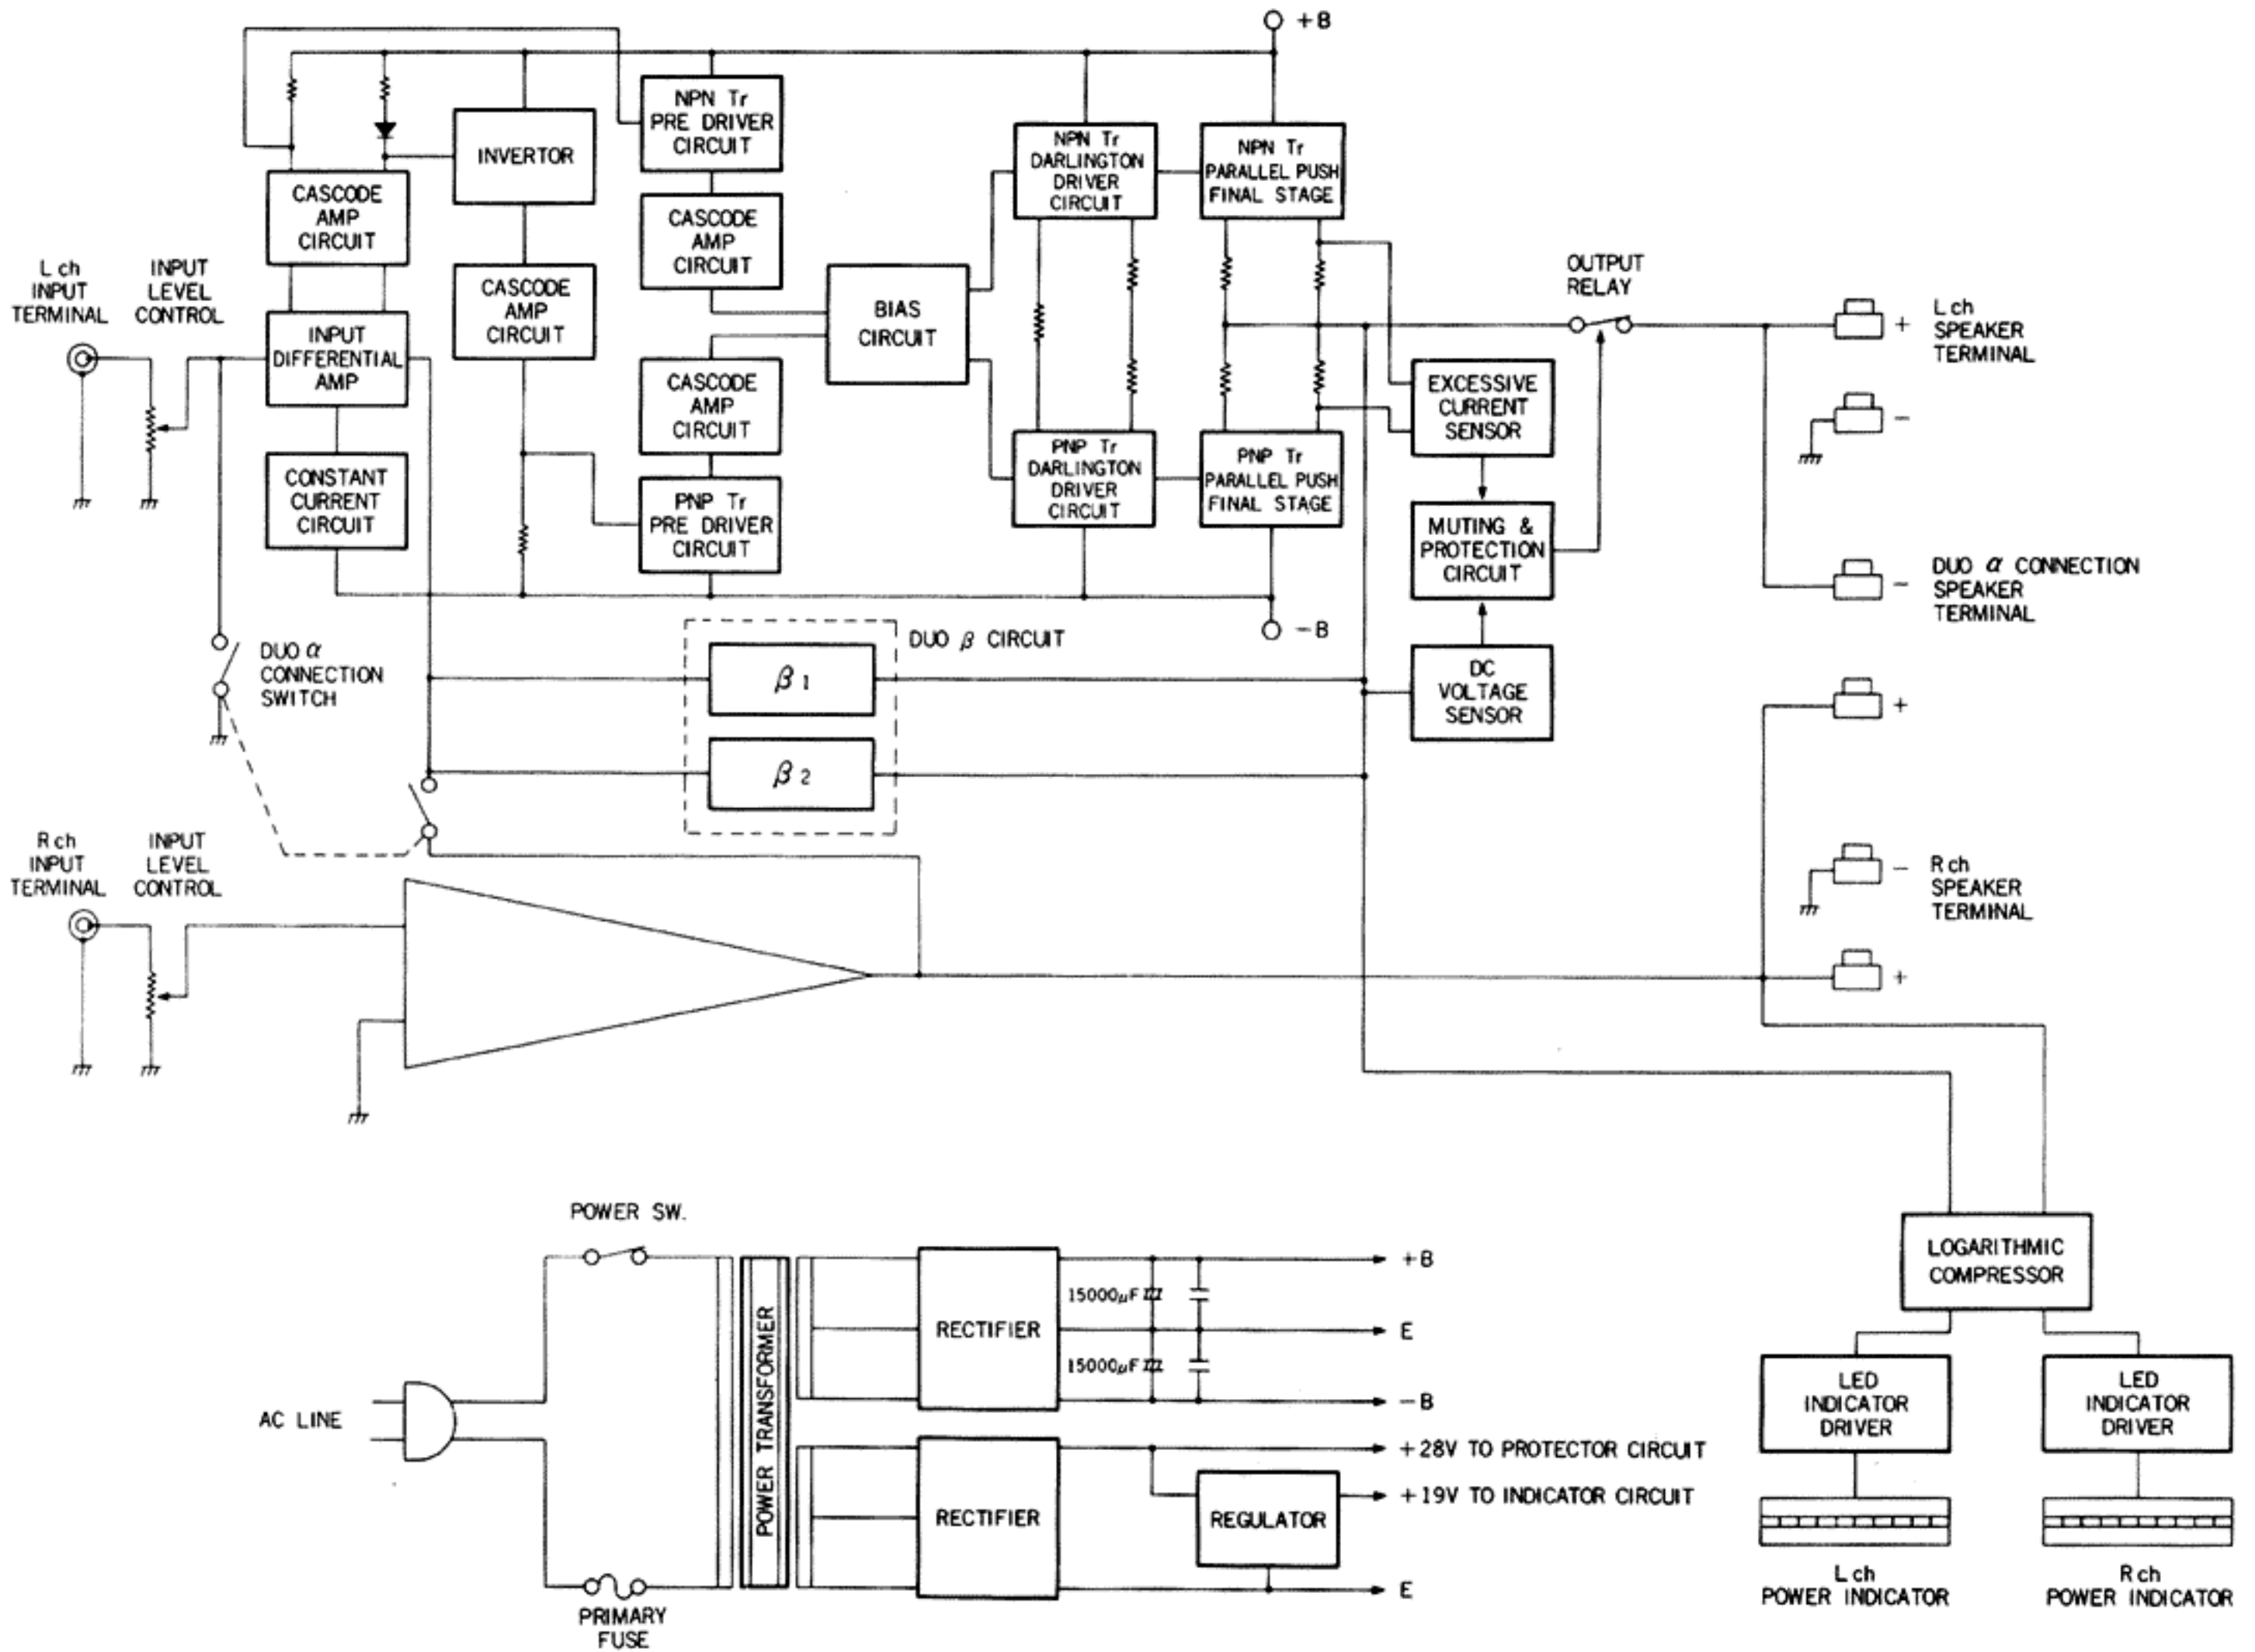 +B
NPN Tr
PRE DRIVER
CIRCUIT
INVERTOR
NPN Tr
DARLINGTON
DRIVER
CIRCUIT
NPN Tr
PARALLEL PUSH
FINAL STAGE
CASCODE
AMP
CIRCUIT
CASCODE
AMP
CIRCUIT
L ch
INPUT
TERMINAL
INPUT
LEVEL
CONTROL
CASCODE
AMP
CIRCUIT
BIAS
CIRCUIT
OUTPUT
RELAY
+
L ch
SPEAKER
TERMINAL
INPUT
DIFFERENTIAL
AMP
CASCODE
AMP
CIRCUIT
EXCESSIVE
CURRENT
SENSOR
-
CONSTANT
CURRENT
CIRCUIT
PNP Tr
PRE DRIVER
CIRCUIT
PNP Tr
DARLINGTON
DRIVER
CIRCUIT
PNP Tr
PARALLEL PUSH
FINAL STAGE
MUTING &
PROTECTION
CIRCUIT
-
DUO α CONNECTION
SPEAKER
TERMINAL
-B
DUO α
CONNECTION
SWITCH
DUO β CIRCUIT
β 1
β 2
DC
VOLTAGE
SENSOR
+
R ch
INPUT
TERMINAL
INPUT
LEVEL
CONTROL
-
R ch
SPEAKER
TERMINAL
+
POWER SW.
AC LINE
PRIMARY
FUSE
POWER TRANSFORMER
RECTIFIER
15000μF
15000μF
+B
E
-B
RECTIFIER
REGULATOR
+28V TO PROTECTOR CIRCUIT
+19V TO INDICATOR CIRCUIT
E
LOGARITHMIC
COMPRESSOR
LED
INDICATOR
DRIVER
LED
INDICATOR
DRIVER
L ch
POWER INDICATOR
R ch
POWER INDICATOR